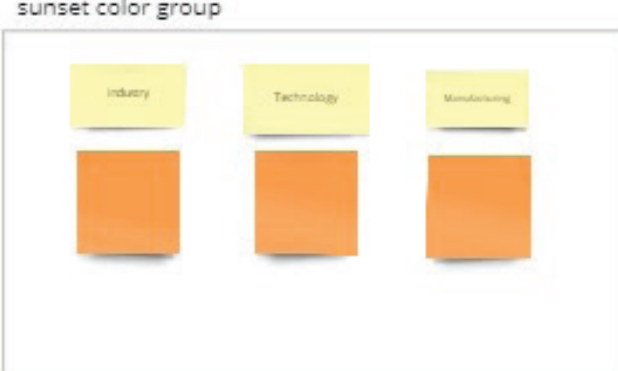 sunset color group
Industry
Technology
Manufacturing